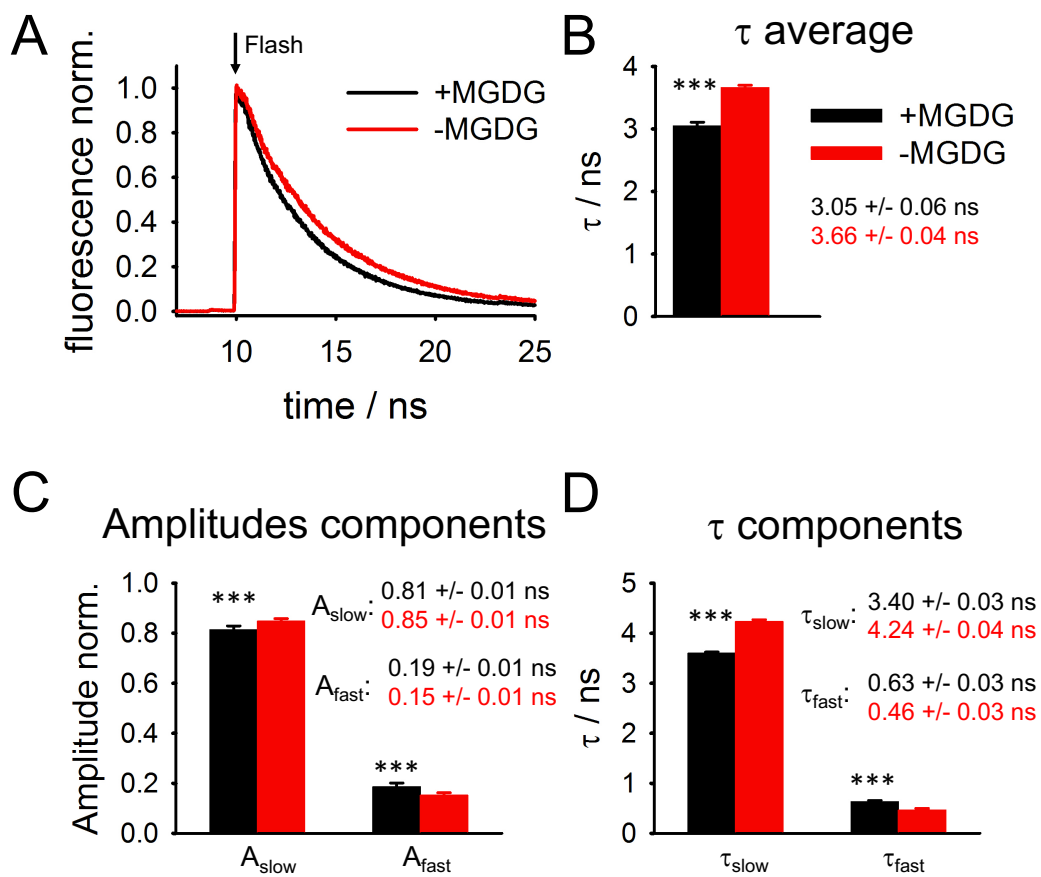 A
Flash
fluorescence norm.
1.0
0.8
0.6
0.4
0.2
0.0
+MGDG
-MGDG
10
15
20
25
time / ns
B
τ average
τ / ns
4
3
2
1
0
***
+MGDG
-MGDG
3.05 +/- 0.06 ns
3.66 +/- 0.04 ns
C
Amplitudes components
Amplitude norm.
1.0
0.8
0.6
0.4
0.2
0.0
***
Aslow: 0.81 +/- 0.01 ns
0.85 +/- 0.01 ns
Afast: 0.19 +/- 0.01 ns
0.15 +/- 0.01 ns
***
Aslow
Afast
D
τ components
τ / ns
5
4
3
2
1
0
***
τslow: 3.40 +/- 0.03 ns
4.24 +/- 0.04 ns
τfast: 0.63 +/- 0.03 ns
0.46 +/- 0.03 ns
***
τslow
τfast